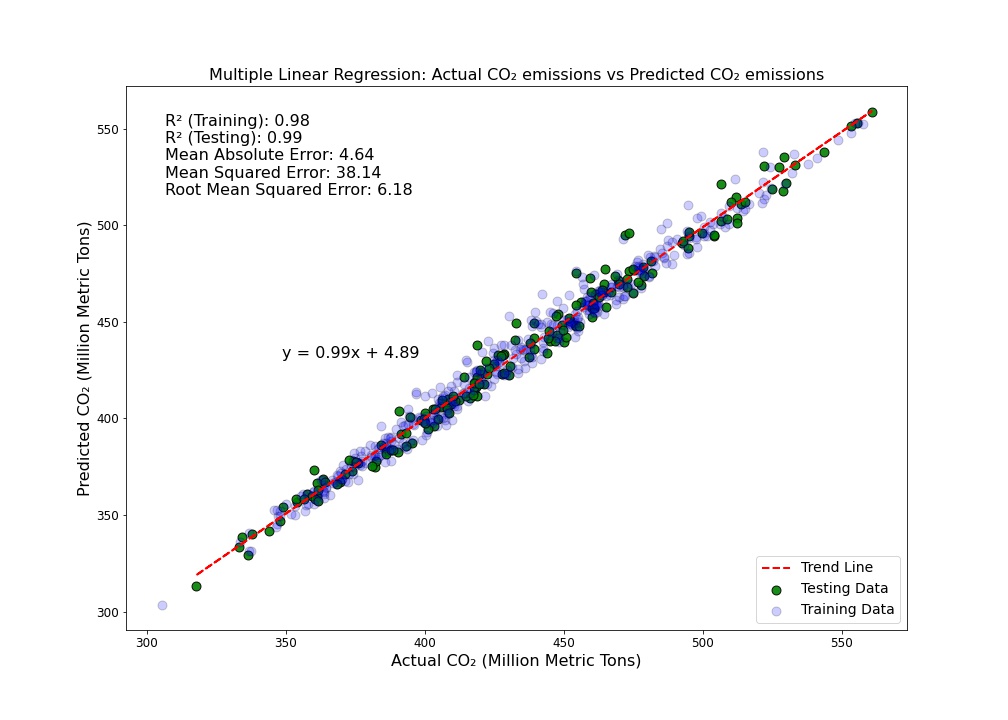 Multiple Linear Regression: Actual CO₂ emissions vs Predicted CO₂ emissions
R² (Training): 0.98
R² (Testing): 0.99
Mean Absolute Error: 4.64
Mean Squared Error: 38.14
Root Mean Squared Error: 6.18
y = 0.99x + 4.89
Predicted CO₂ (Million Metric Tons)
550
500
450
400
350
300
Trend Line
Testing Data
Training Data
300 350 400 450 500 550
Actual CO₂ (Million Metric Tons)